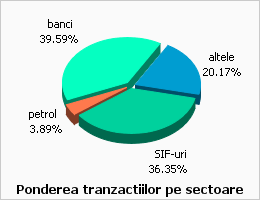 banci
39.59%
altele
20.17%
petrol
3.89%
SIF-uri
36.35%
Ponderea tranzactiilor pe sectoare